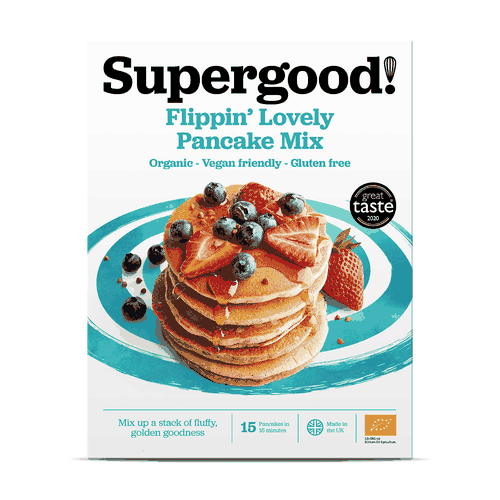 Supergood!
Flippin' Lovely
Pancake Mix
Organic - Vegan friendly - Gluten free
great
taste
2020
Mix up a stack of fluffy,
golden goodness
15 Pancakes in
15 minutes
Made in
the UK